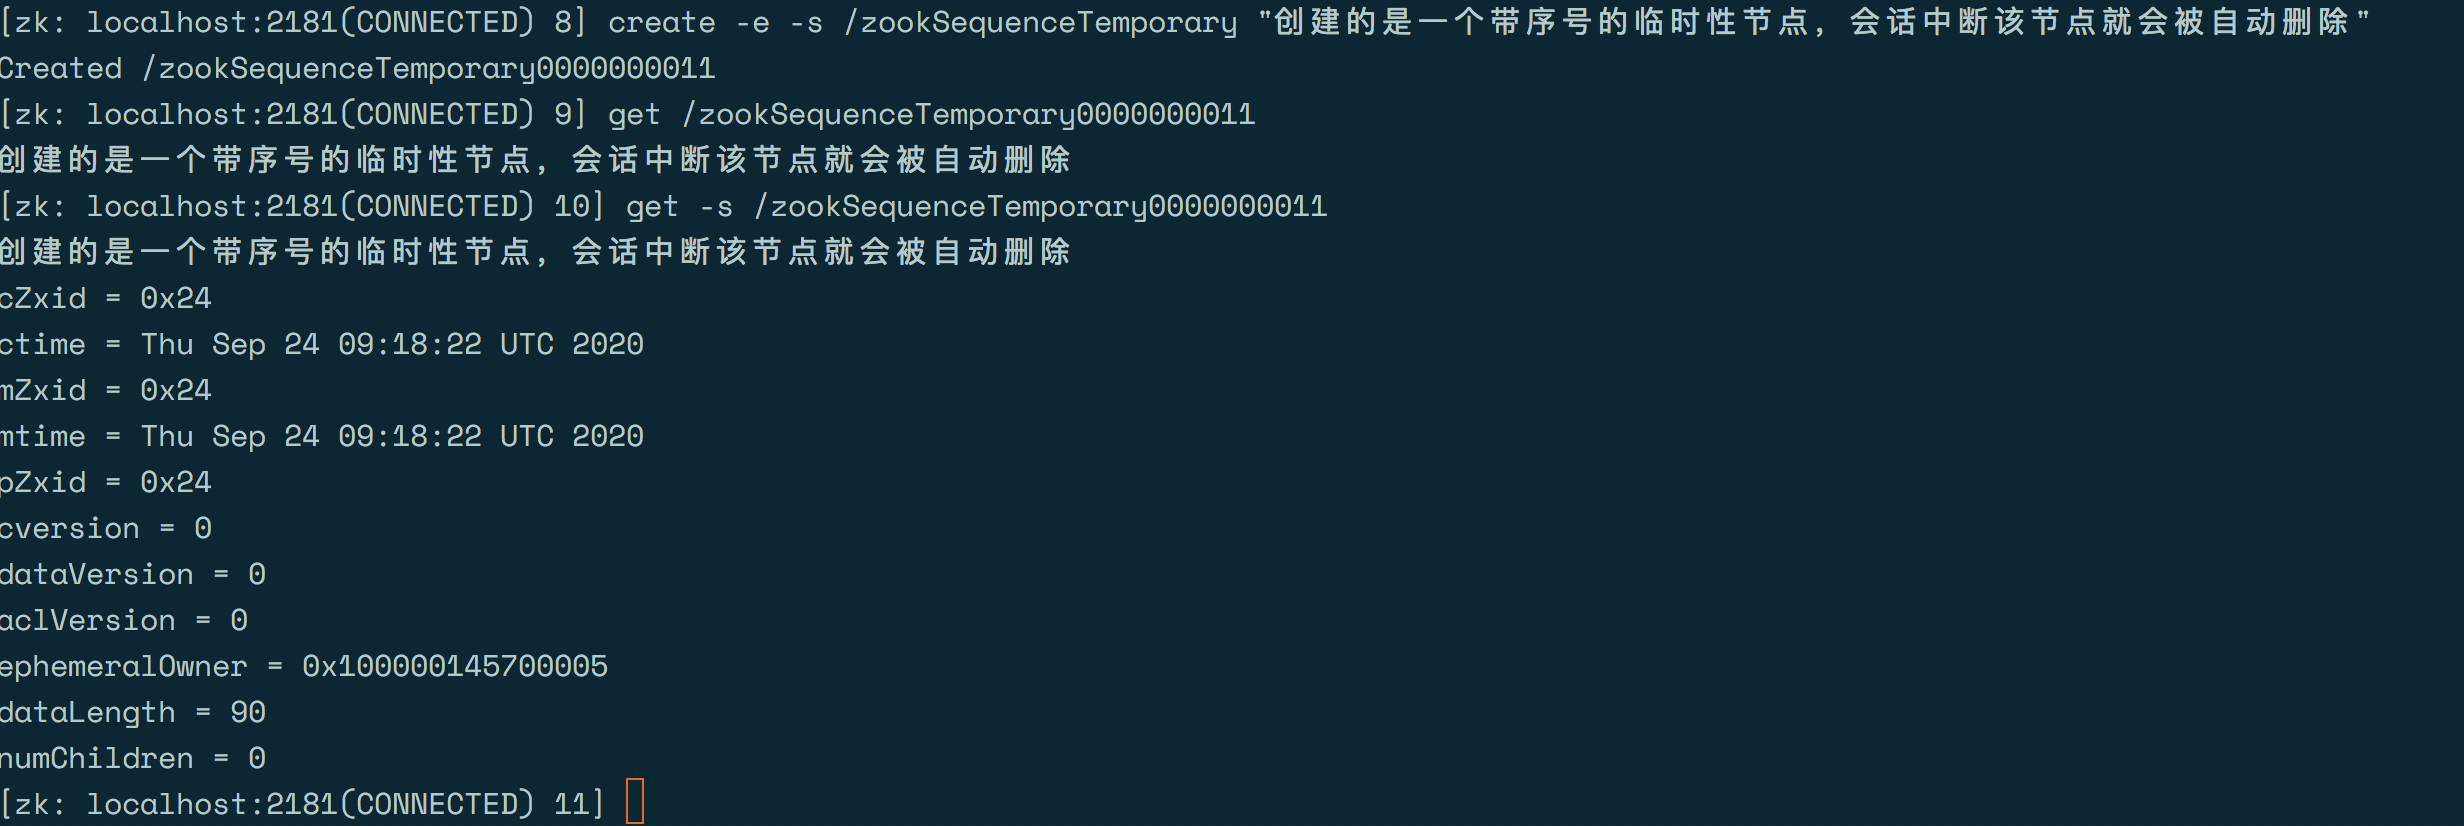 [zk: localhost:2181(CONNECTED) 8] create -e -s /zookSequenceTemporary "创建的是一个带序号的临时性节点，会话中断该节点就会被自动删除"
Created /zookSequenceTemporary0000000011
[zk: localhost:2181(CONNECTED) 9] get /zookSequenceTemporary0000000011
创建的是一个带序号的临时性节点，会话中断该节点就会被自动删除
[zk: localhost:2181(CONNECTED) 10] get -s /zookSequenceTemporary0000000011
创建的是一个带序号的临时性节点，会话中断该节点就会被自动删除
cZxid = 0x24
ctime = Thu Sep 24 09:18:22 UTC 2020
mZxid = 0x24
mtime = Thu Sep 24 09:18:22 UTC 2020
pZxid = 0x24
cversion = 0
dataVersion = 0
aclVersion = 0
ephemeralOwner = 0x100000145700005
dataLength = 90
numChildren = 0
[zk: localhost:2181(CONNECTED) 11]